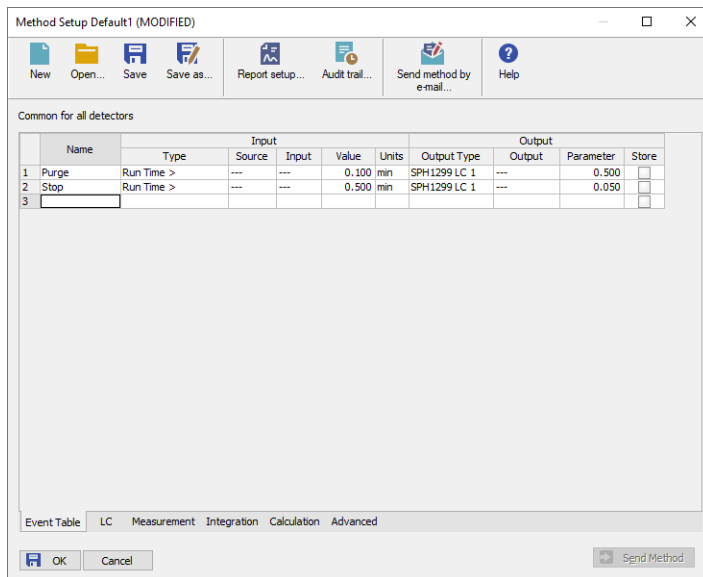 Method Setup Default1 (MODIFIED)
New Open... Save Save as... Report setup... Audit trail... Send method by e-mail... Help
Common for all detectors
Input Output
Name Type Source Input Value Units Output Type Output Parameter Store
1 Purge Run Time > --- --- 0.100 min SPH1299 LC 1 --- 0.500
2 Stop Run Time > --- --- 0.500 min SPH1299 LC 1 --- 0.050
3
Event Table LC Measurement Integration Calculation Advanced
OK Cancel Send Method